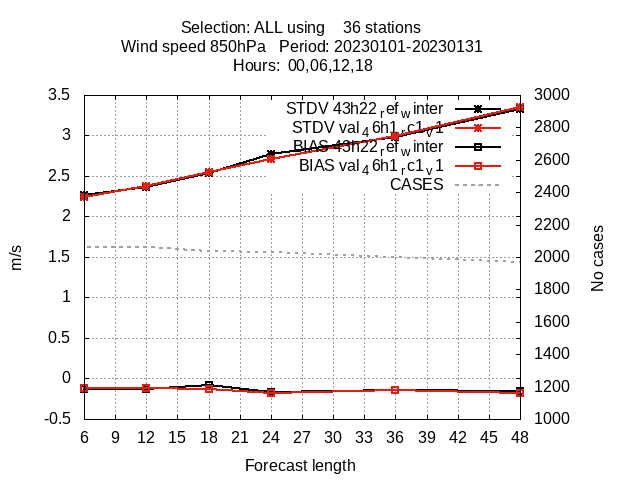 Selection: ALL using    36 stations
Wind speed 850hPa   Period: 20230101-20230131
Hours:  00,06,12,18
STDV 43h22_ref_winter
STDV val_46h1_rc1_v1
BIAS 43h22_ref_winter
BIAS val_46h1_rc1_v1
CASES
3.5
3
2.5
2
1.5
1
0.5
0
-0.5
m/s
3000
2800
2600
2400
2200
2000
1800
1600
1400
1200
1000
No cases
6 9 12 15 18 21 24 27 30 33 36 39 42 45 48
Forecast length